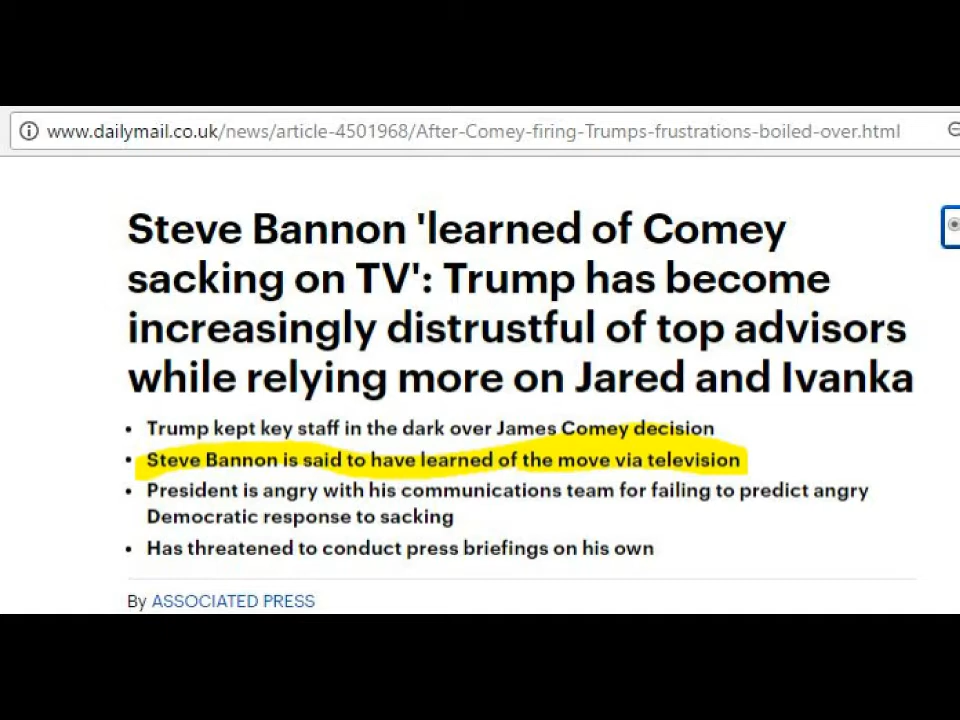 www.dailymail.co.uk/news/article-4501968/After-Comey-firing-Trumps-frustrations-boiled-over.html
Steve Bannon 'learned of Comey
sacking on TV': Trump has become
increasingly distrustful of top advisors
while relying more on Jared and Ivanka
• Trump kept key staff in the dark over James Comey decision
• Steve Bannon is said to have learned of the move via television
• President is angry with his communications team for failing to predict angry
Democratic response to sacking
• Has threatened to conduct press briefings on his own
By ASSOCIATED PRESS